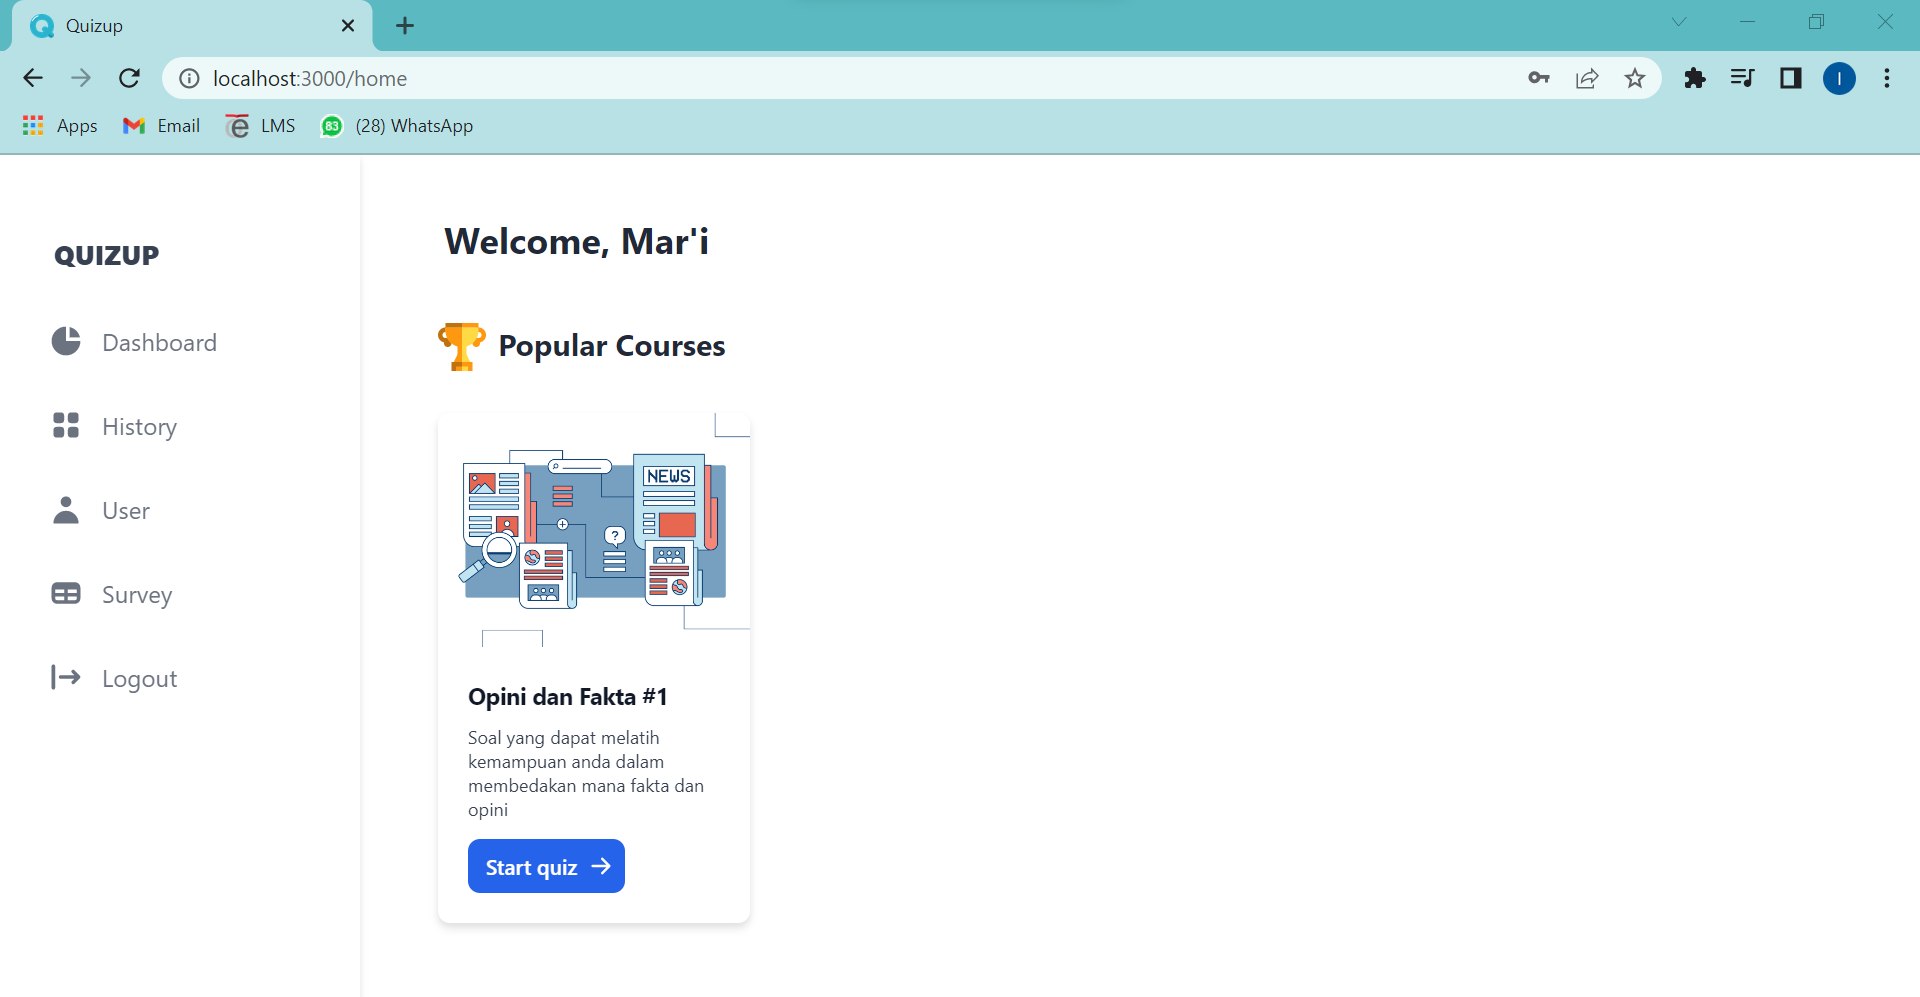 Quizup
localhost:3000/home
I
Apps
Email
LMS
83
(28) WhatsApp
QUIZUP
Dashboard
History
User
Survey
Logout
Welcome, Mar'i
Popular Courses
NEWS
?
Opini dan Fakta #1
Soal yang dapat melatih
kemampuan anda dalam
membedakan mana fakta dan
opini
Start quiz